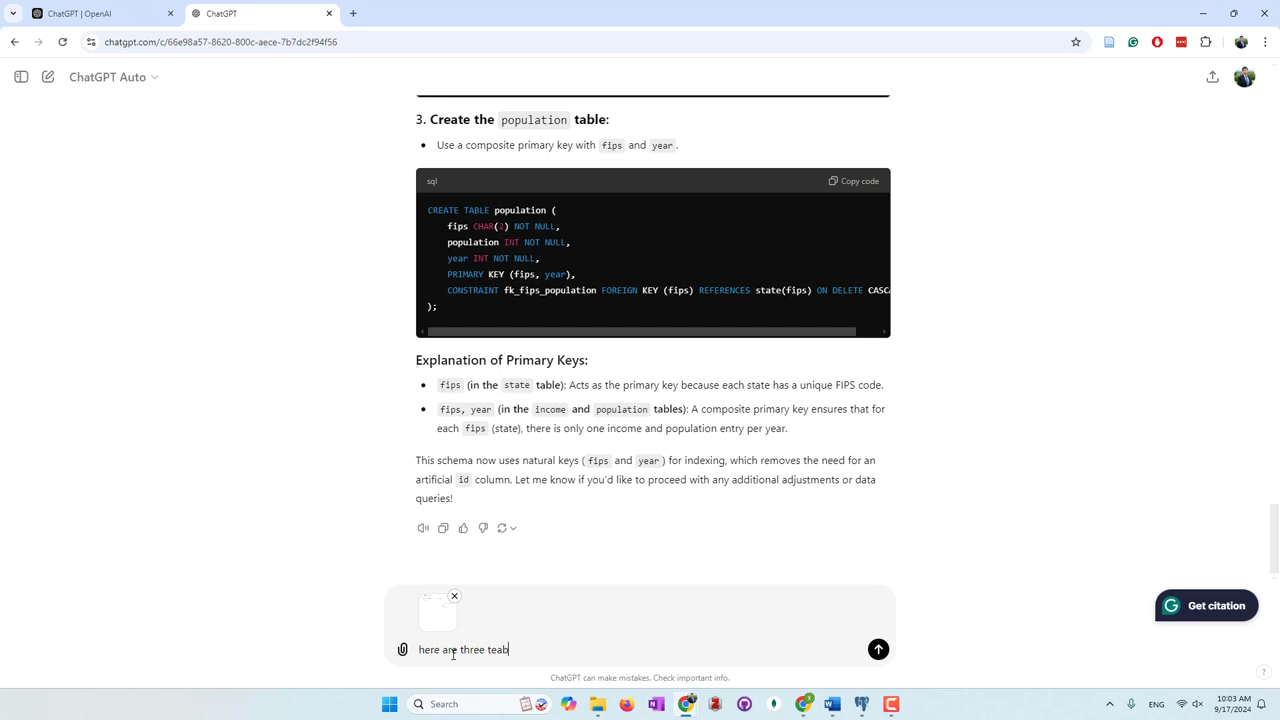 ChatGPT | OpenAI
ChatGPT
chatgpt.com/c/66e98a57-8620-800c-aece-7b7dc2f94f56
ChatGPT Auto
3. Create the population table:
Use a composite primary key with fips and year.
sql
Copy code
CREATE TABLE population (
fips CHAR(2) NOT NULL,
population INT NOT NULL,
year INT NOT NULL,
PRIMARY KEY (fips, year),
CONSTRAINT fk_fips_population FOREIGN KEY (fips) REFERENCES state(fips) ON DELETE CASCA
);
Explanation of Primary Keys:
fips (in the state table): Acts as the primary key because each state has a unique FIPS code.
fips, year (in the income and population tables): A composite primary key ensures that for
each fips (state), there is only one income and population entry per year.
This schema now uses natural keys (fips and year) for indexing, which removes the need for an
artificial id column. Let me know if you'd like to proceed with any additional adjustments or data
queries!
here are three teab
Get citation
ChatGPT can make mistakes. Check important info.
?
Search
10:03 AM
9/17/2024